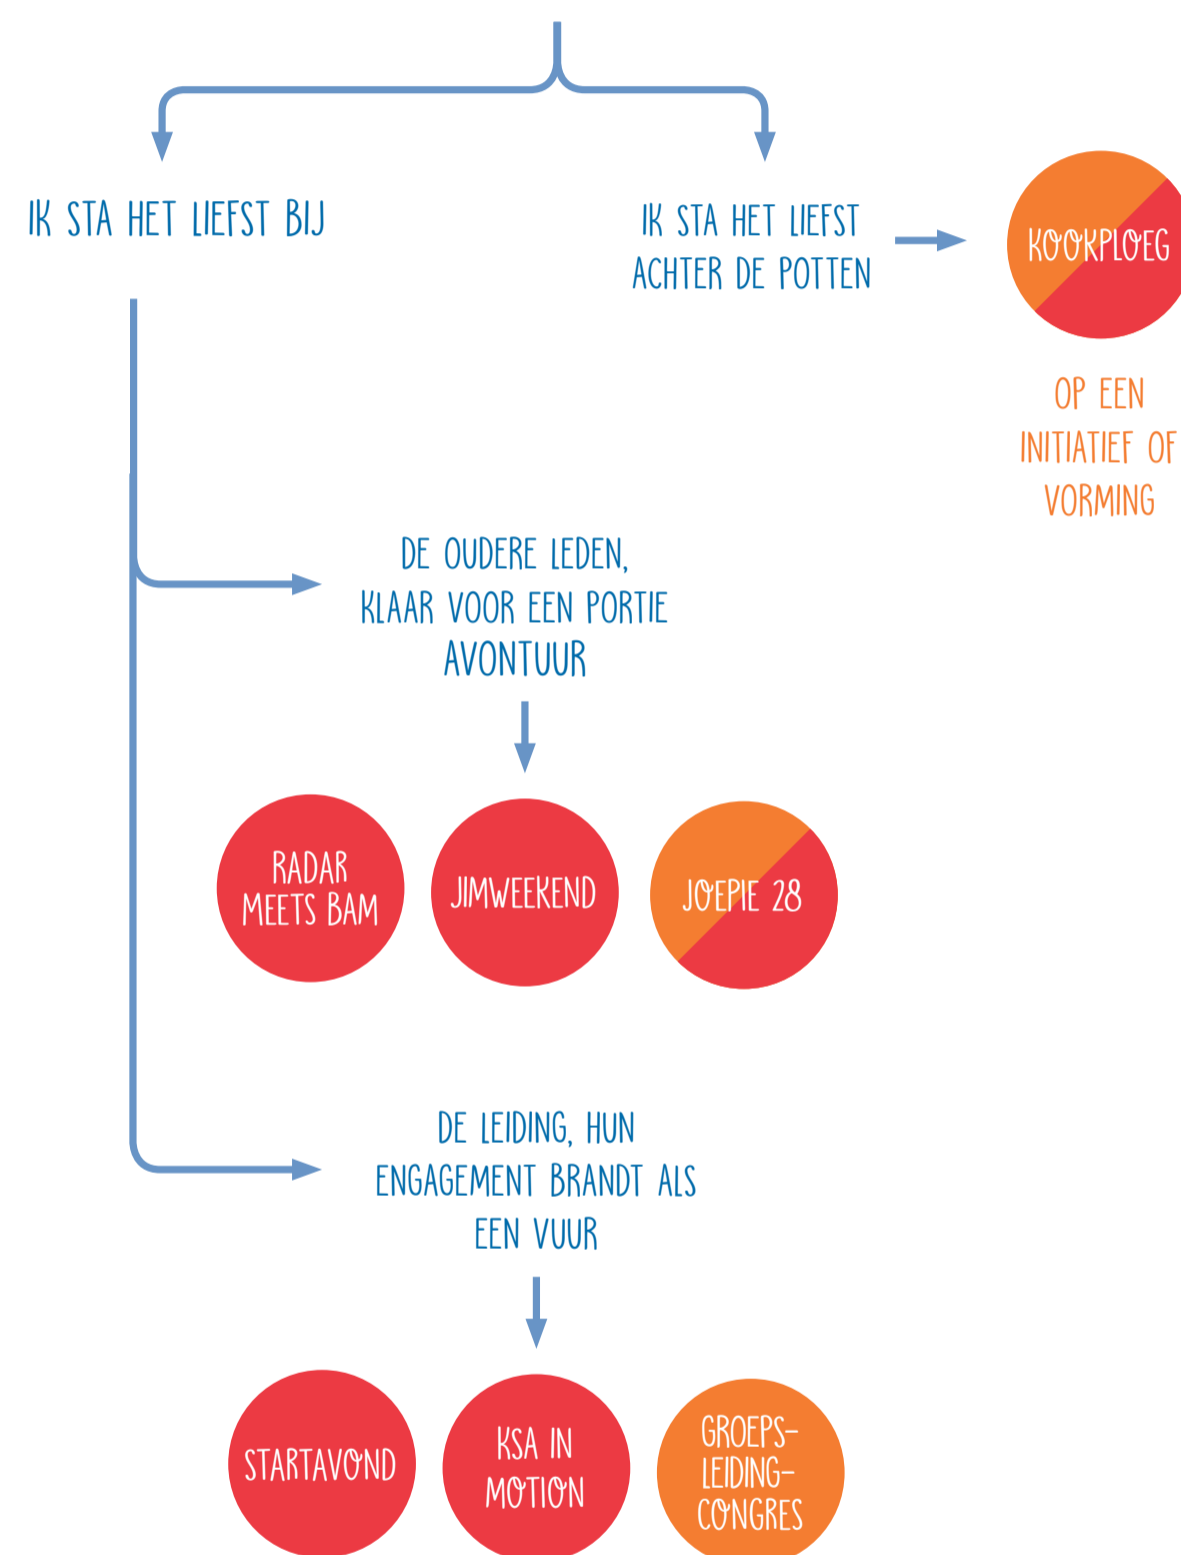 IK STA HET LIEFST BIJ
IK STA HET LIEFST
ACHTER DE POTTEN
KOOKPLOEG
OP EEN
INITIATIEF OF
VORMING
DE OUDERE LEDEN,
KLAAR VOOR EEN PORTIE
AVONTUUR
RADAR
MEETS BAM
JIMWEEKEND
JOEPIE 28
DE LEIDING, HUN
ENGAGEMENT BRANDT ALS
EEN VUUR
STARTAVOND
KSA IN
MOTION
GROEPS-
LEIDING-
CONGRES